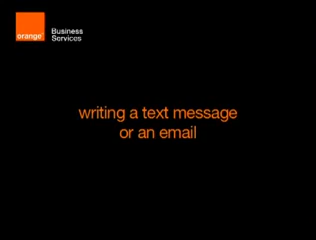 orange
Business
Services
writing a text message
or an email